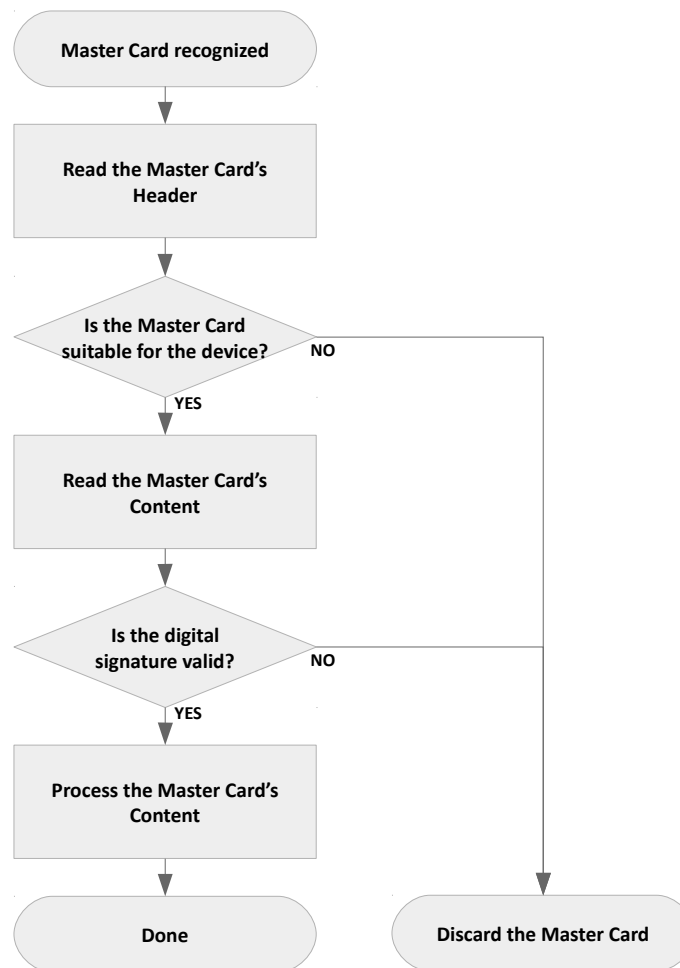 Master Card recognized
Read the Master Card’s
Header
Is the Master Card
suitable for the device?
NO
YES
Read the Master Card’s
Content
Is the digital
signature valid?
NO
YES
Process the Master Card’s
Content
Done
Discard the Master Card